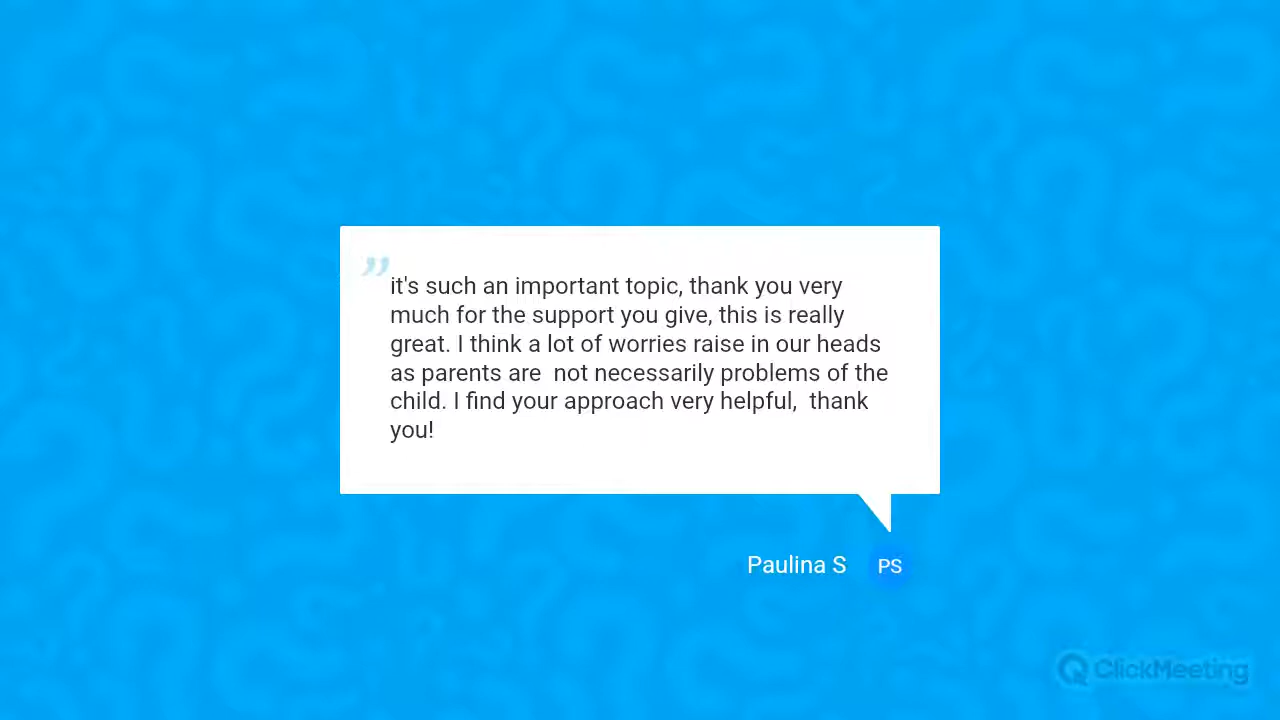 it's such an important topic, thank you very
much for the support you give, this is really
great. I think a lot of worries raise in our heads
as parents are  not necessarily problems of the
child. I find your approach very helpful,  thank
you!
Paulina S PS
ClickMeeting